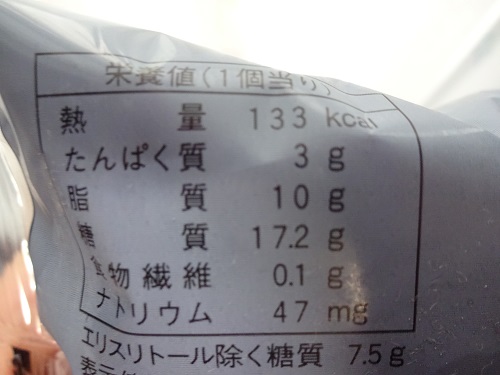 栄養値(1個当り)
熱量 133 kcal
たんぱく質 3 g
脂質 10 g
糖質 17.2 g
食物繊維 0.1 g
ナトリウム 47 mg
エリスリトール除く糖質 7.5g